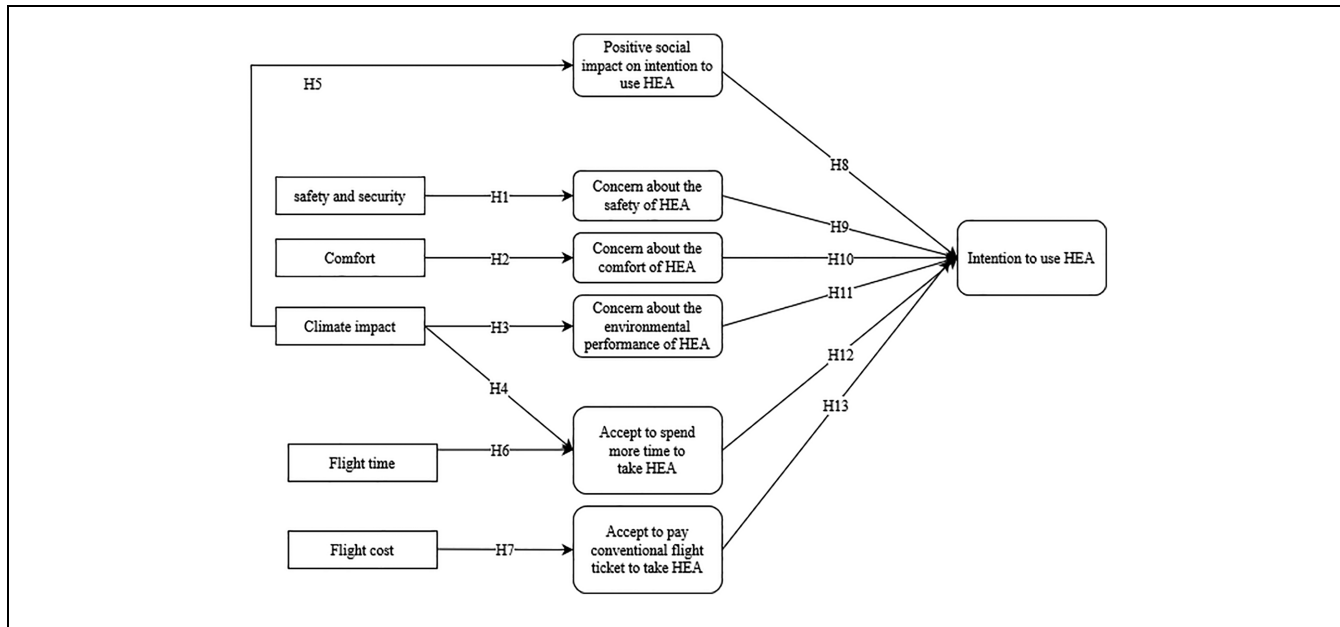 Positive social
impact on intention to
use HEA
H5
H8
safety and security
H1
Concern about the
safety of HEA
H9
Comfort
H2
Concern about the
comfort of HEA
H10
Intention to use HEA
H11
Climate impact
H3
Concern about the
environmental
performance of HEA
H4
H12
H13
Flight time
H6
Accept to spend
more time to
take HEA
Flight cost
H7
Accept to pay
conventional flight
ticket to take HEA